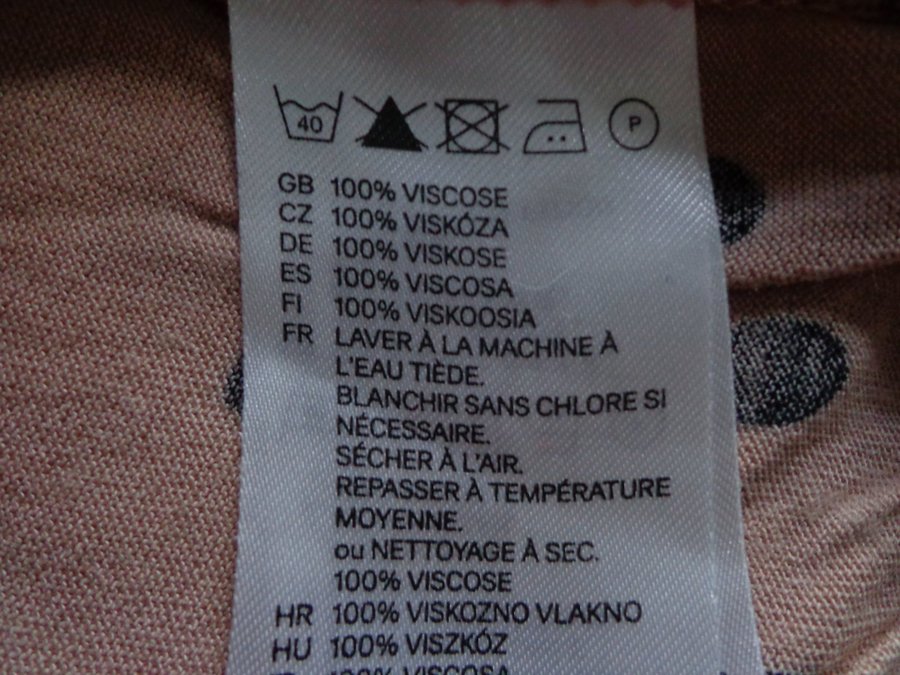 40
P
GB 100% VISCOSE
CZ 100% VISKÓZA
DE 100% VISKOSE
ES 100% VISCOSA
FI 100% VISKOOSIA
FR LAVER À LA MACHINE À
L'EAU TIÈDE.
BLANCHIR SANS CHLORE SI
NÉCESSAIRE.
SÉCHER À L'AIR.
REPASSER À TEMPÉRATURE
MOYENNE.
ou NETTOYAGE À SEC.
100% VISCOSE
HR 100% VISKOZNO VLAKNO
HU 100% VISZKÓZ
100% VISCOSA